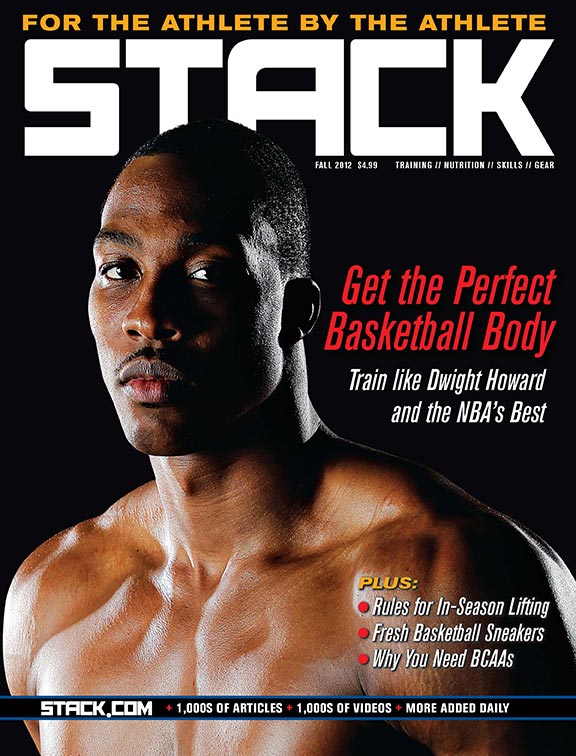 FOR THE ATHLETE BY THE ATHLETE
STACK
FALL 2012 $4.99 TRAINING // NUTRITION // SKILLS // GEAR
Get the Perfect
Basketball Body
Train like Dwight Howard
and the NBA's Best
PLUS:
• Rules for In-Season Lifting
• Fresh Basketball Sneakers
• Why You Need BCAAs
STACK.COM + 1,000S OF ARTICLES + 1,000S OF VIDEOS + MORE ADDED DAILY